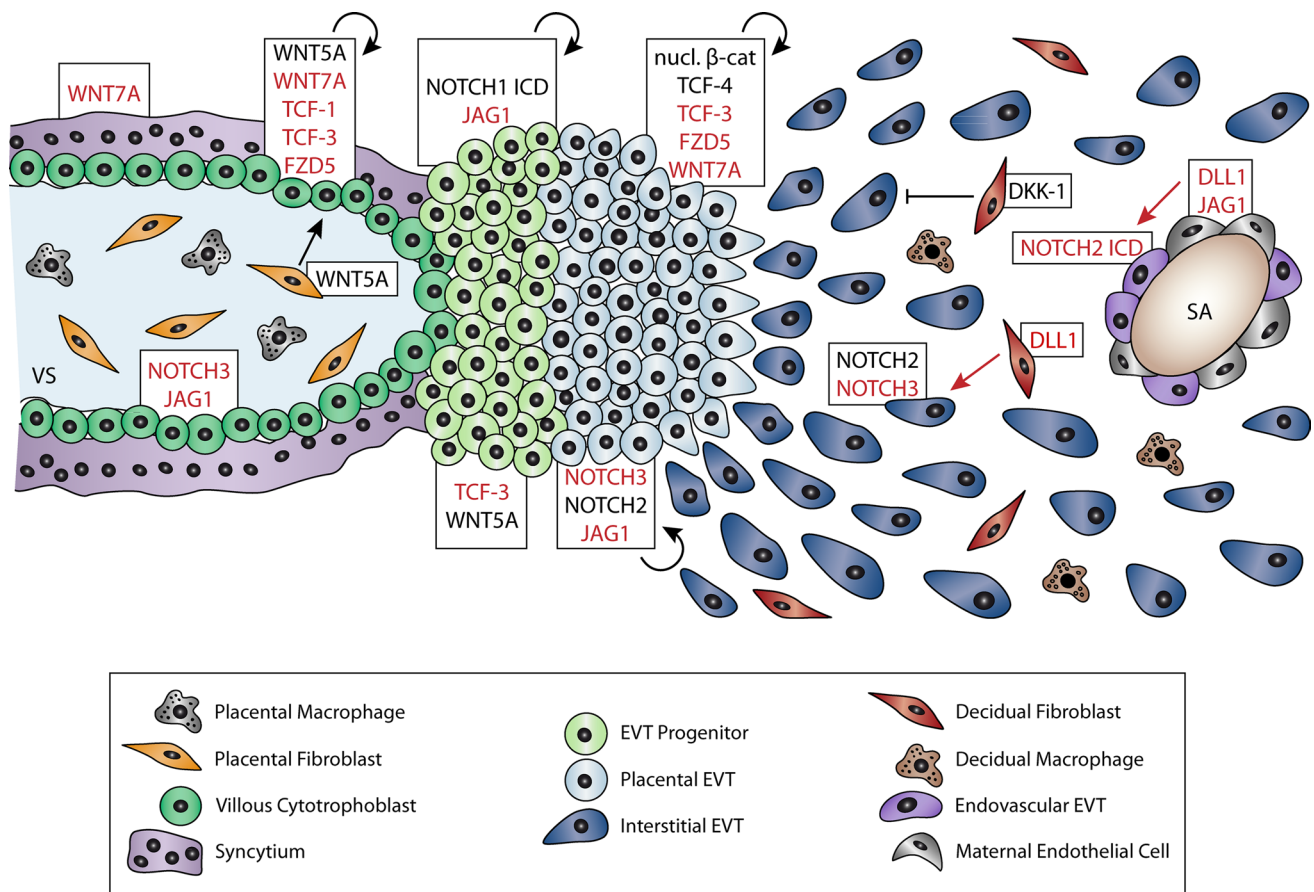 WNT7A
WNT5A
WNT7A
TCF-1
TCF-3
FZD5
NOTCH1 ICD
JAG1
nucl. β-cat
TCF-4
TCF-3
FZD5
WNT7A
DKK-1
DLL1
JAG1
NOTCH2 ICD
SA
WNT5A
VS
NOTCH3
JAG1
NOTCH2
NOTCH3
DLL1
TCF-3
WNT5A
NOTCH3
NOTCH2
JAG1
Placental Macrophage
Placental Fibroblast
Villous Cytotrophoblast
Syncytium
EVT Progenitor
Placental EVT
Interstitial EVT
Decidual Fibroblast
Decidual Macrophage
Endovascular EVT
Maternal Endothelial Cell